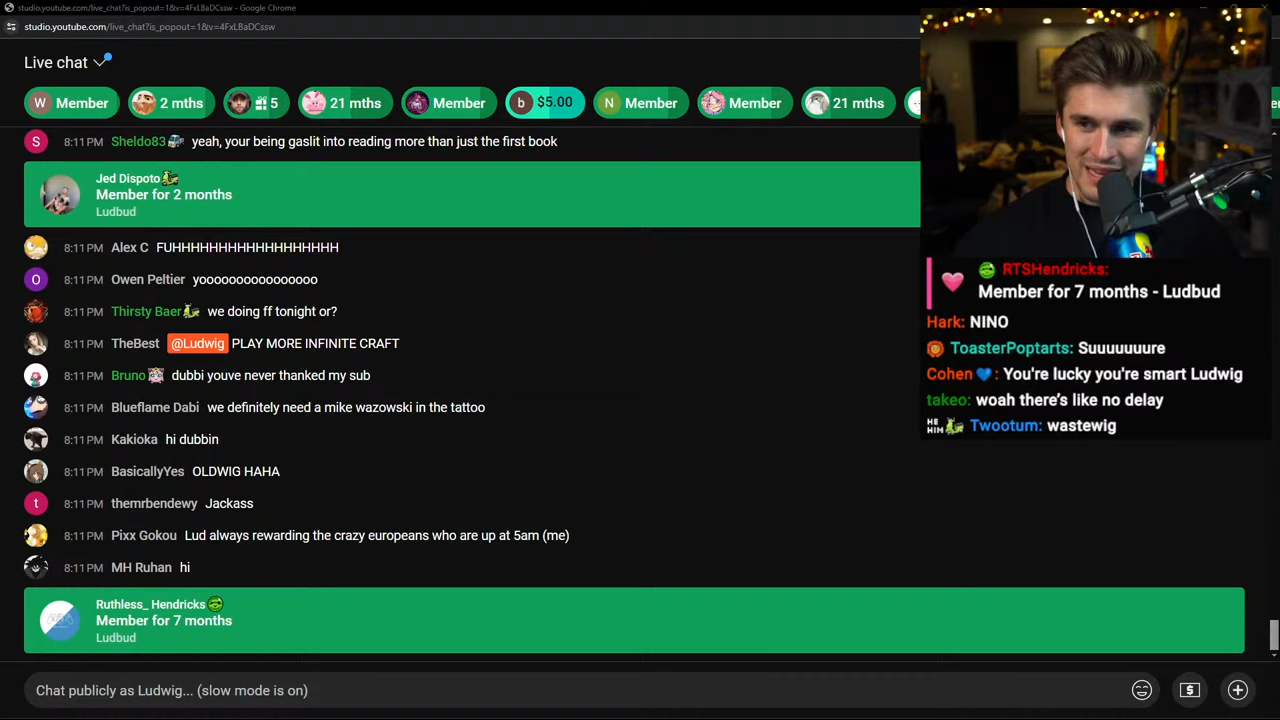 studio.youtube.com/live_chat?is_popout=1&v=4FxLBaDCssw - Google Chrome
studio.youtube.com/live_chat?is_popout=1&v=4FxLBaDCssw
Live chat
W Member
2 mths
5
21 mths
Member
b $5.00
N Member
Member
21 mths
S 8:11 PM Sheldo83 yeah, your being gaslit into reading more than just the first book
Jed Dispoto
Member for 2 months
Ludbud
8:11 PM Alex C FUHHHHHHHHHHHHHHHHHH
O 8:11 PM Owen Peltier yooooooooooooooo
8:11 PM Thirsty Baer we doing ff tonight or?
8:11 PM TheBest @Ludwig PLAY MORE INFINITE CRAFT
8:11 PM Bruno dubbi youve never thanked my sub
8:11 PM Blueflame Dabi we definitely need a mike wazowski in the tattoo
8:11 PM Kakioka hi dubbin
8:11 PM BasicallyYes OLDWIG HAHA
t 8:11 PM themrbendewy Jackass
8:11 PM Pixx Gokou Lud always rewarding the crazy europeans who are up at 5am (me)
8:11 PM MH Ruhan hi
Ruthless_ Hendricks
Member for 7 months
Ludbud
Chat publicly as Ludwig... (slow mode is on)
RTSHendricks:
Member for 7 months - Ludbud
Hark: NINO
ToasterPoptarts: Suuuuuure
Cohen : You're lucky you're smart Ludwig
takeo: woah there's like no delay
HE HIM Twootum: wastewig